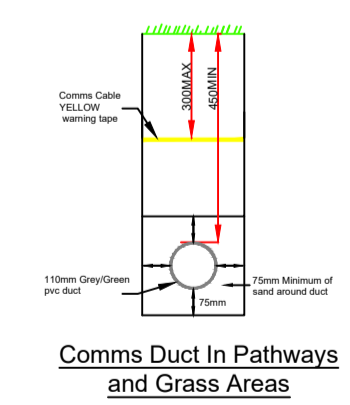 300MAX
450MIN
Comms Cable
YELLOW
warning tape
110mm Grey/Green
pvc duct
75mm Minimum of
sand around duct
75mm
Comms Duct In Pathways
and Grass Areas